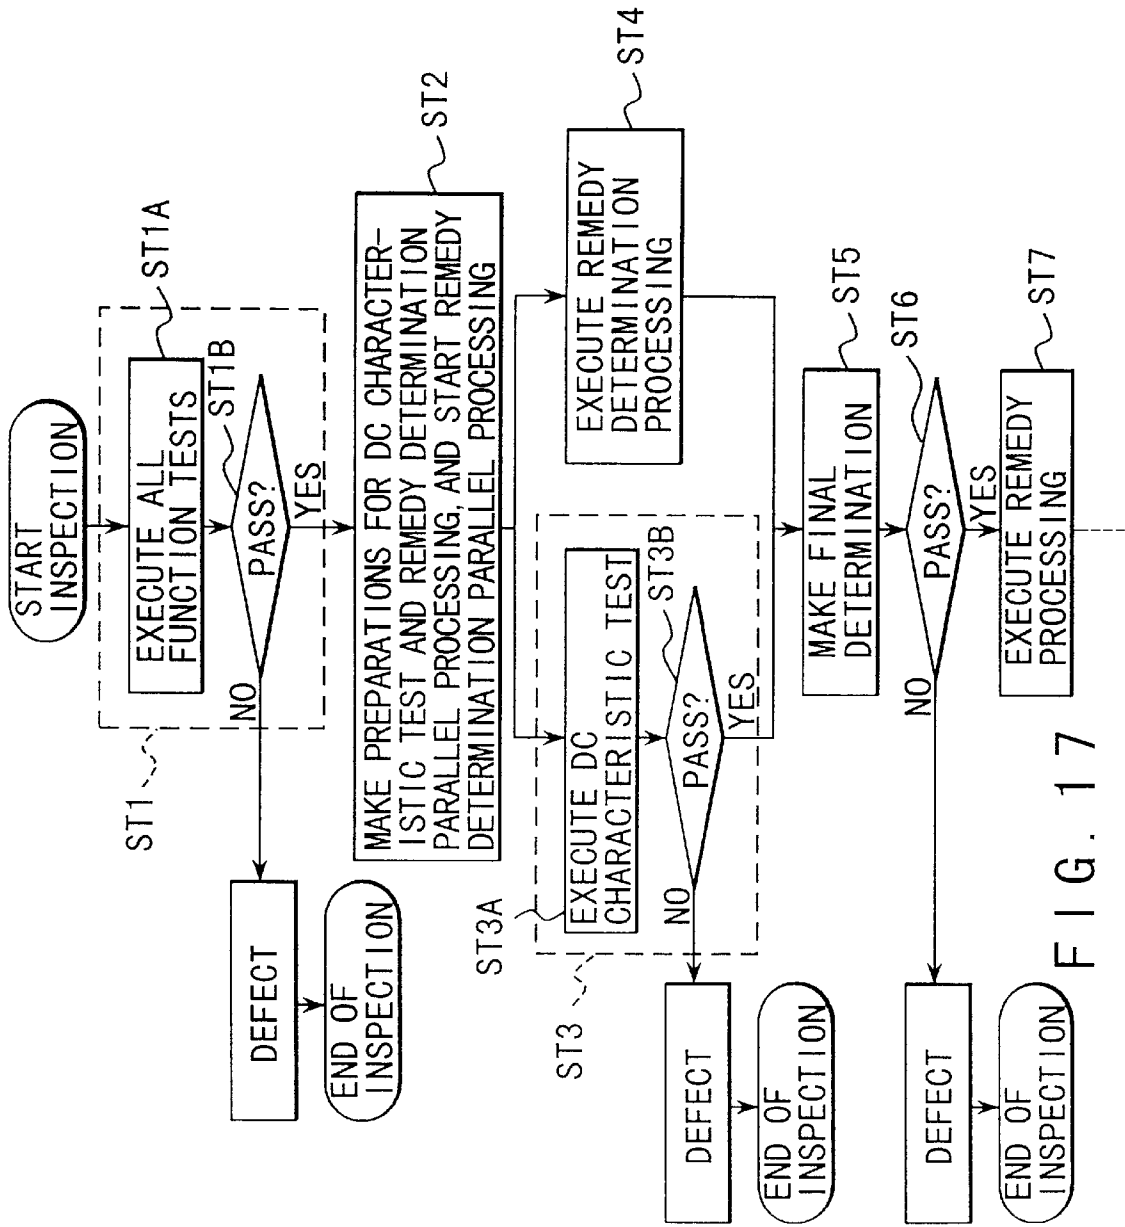 START
INSPECTION
ST1
EXECUTE ALL
FUNCTION TESTS
ST1A
ST1B
PASS?
NO
YES
DEFECT
END OF
INSPECTION
MAKE PREPARATIONS FOR DC CHARACTER-
ISTIC TEST AND REMEDY DETERMINATION
PARALLEL PROCESSING, AND START REMEDY
DETERMINATION PARALLEL PROCESSING
ST2
ST3
ST3A
EXECUTE DC
CHARACTERISTIC TEST
ST3B
PASS?
NO
YES
DEFECT
END OF
INSPECTION
EXECUTE REMEDY
DETERMINATION
PROCESSING
ST4
MAKE FINAL
DETERMINATION
ST5
PASS?
ST6
NO
YES
DEFECT
END OF
INSPECTION
EXECUTE REMEDY
PROCESSING
ST7
FIG. 17